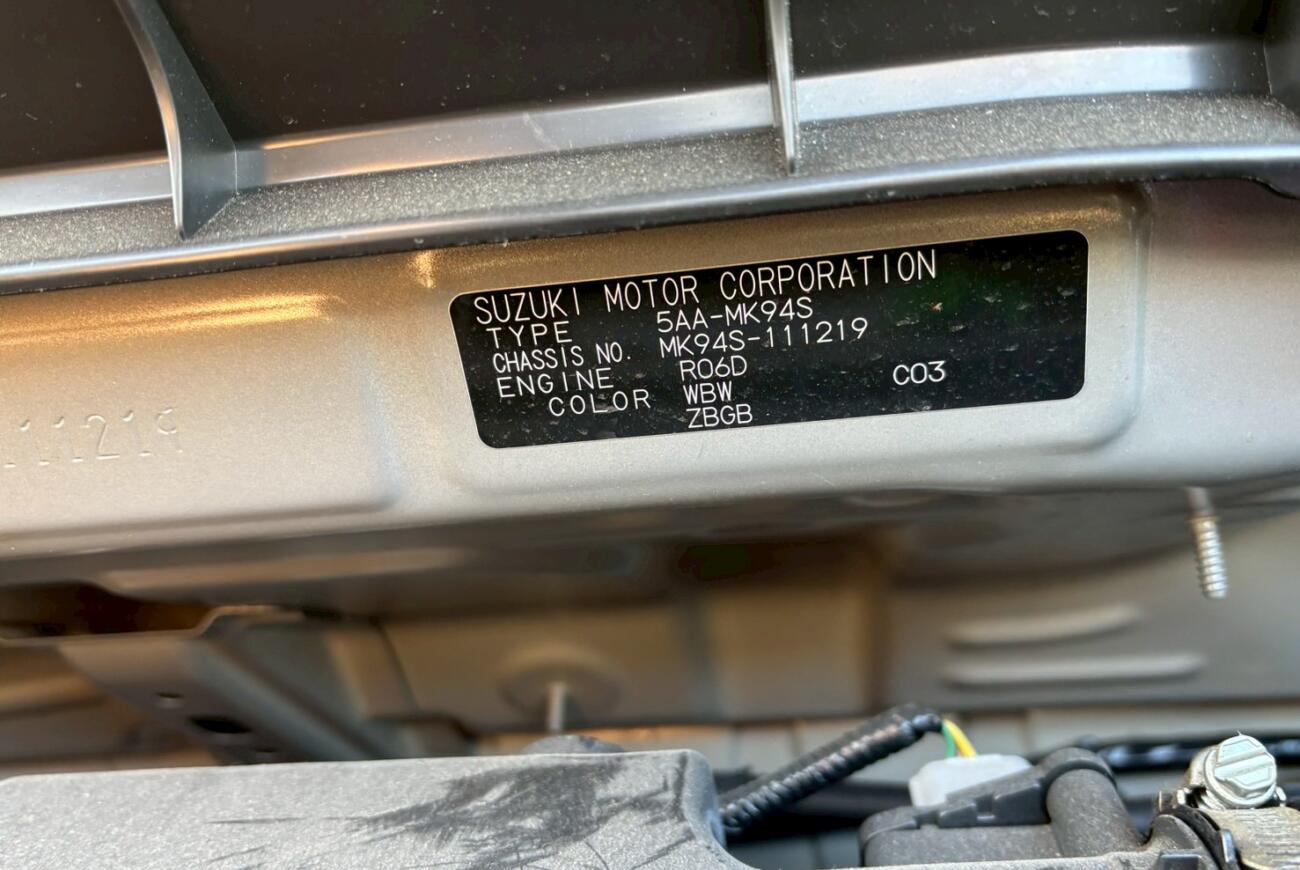 SUZUKI MOTOR CORPORATION
TYPE 5AA-MK94S
CHASSIS NO. MK94S-111219
ENGINE R06D
COLOR WBW C03
ZBGB
111219